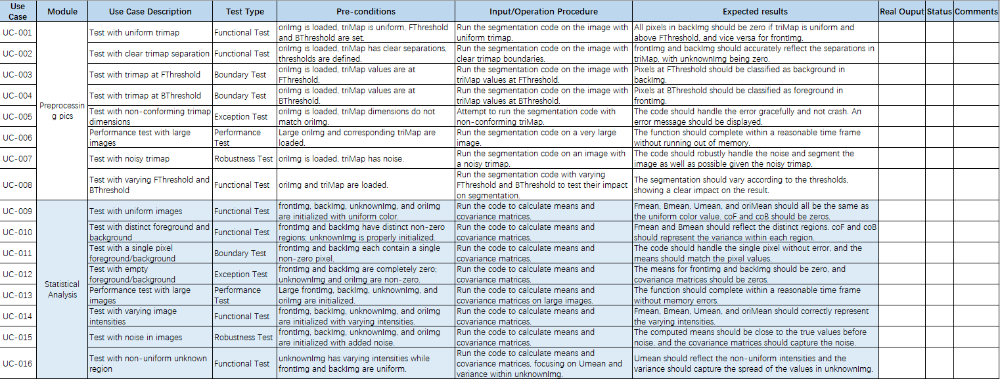 Use Case Module Use Case Description Test Type Pre-conditions Input/Operation Procedure Expected results Real Ouput Status Comments
Preprocessin
g pics
UC-001 Test with uniform trimap Functional Test oriImg is loaded, triMap is uniform, FThreshold and BThreshold are set. Run the segmentation code on the image with uniform trimap. All pixels in backImg should be zero if triMap is uniform and above FThreshold, and vice versa for frontImg.
UC-002 Test with clear trimap separation Functional Test oriImg is loaded, triMap has clear separations, thresholds are defined. Run the segmentation code on the image with clear trimap boundaries. frontImg and backImg should accurately reflect the separations in triMap, with unknownImg being zero.
UC-003 Test with trimap at FThreshold Boundary Test oriImg is loaded, triMap values are at FThreshold. Run the segmentation code on the image with triMap values at FThreshold. Pixels at FThreshold should be classified as background in backImg.
UC-004 Test with trimap at BThreshold Boundary Test oriImg is loaded, triMap values are at BThreshold. Run the segmentation code on the image with triMap values at BThreshold. Pixels at BThreshold should be classified as foreground in frontImg.
UC-005 Test with non-conforming trimap dimensions Exception Test oriImg is loaded, triMap dimensions do not match oriImg. Attempt to run the segmentation code with non-conforming triMap. The code should handle the error gracefully and not crash. An error message should be displayed.
UC-006 Performance test with large images Performance Test Large oriImg and corresponding triMap are loaded. Run the segmentation code on a very large image. The function should complete within a reasonable time frame without running out of memory.
UC-007 Test with noisy trimap Robustness Test oriImg is loaded, triMap has noise. Run the segmentation code on an image with a noisy trimap. The code should robustly handle the noise and segment the image as well as possible given the noisy trimap.
UC-008 Test with varying FThreshold and BThreshold Functional Test oriImg and triMap are loaded. Run the segmentation code with varying FThreshold and BThreshold to test their impact on segmentation. The segmentation should vary according to the thresholds, showing a clear impact on the result.
Statistical
Analysis
UC-009 Test with uniform images Functional Test frontImg, backImg, unknownImg, and oriImg are initialized with uniform color. Run the code to calculate means and covariance matrices. Fmean, Bmean, Umean, and oriMean should all be the same as the uniform color value. coF and coB should be zeros.
UC-010 Test with distinct foreground and background Functional Test frontImg and backImg have distinct non-zero regions; unknownImg is properly initialized. Run the code to calculate means and covariance matrices. Fmean and Bmean should reflect the distinct regions. coF and coB should represent the variance within each region.
UC-011 Test with a single pixel foreground/background Boundary Test frontImg and backImg each contain a single non-zero pixel. Run the code to calculate means and covariance matrices. The code should handle the single pixel without error, and the means should match the pixel values.
UC-012 Test with empty foreground/background Exception Test frontImg and backImg are completely zero; unknownImg and oriImg are non-zero. Run the code to calculate means and covariance matrices. The means for frontImg and backImg should be zero, and covariance matrices should be zeros.
UC-013 Performance test with large images Performance Test Large frontImg, backImg, unknownImg, and oriImg are initialized. Run the code to calculate means and covariance matrices on large images. The function should complete within a reasonable time frame without memory errors.
UC-014 Test with varying image intensities Functional Test frontImg, backImg, unknownImg, and oriImg are initialized with varying intensities. Run the code to calculate means and covariance matrices. Fmean, Bmean, Umean, and oriMean should correctly represent the varying intensities.
UC-015 Test with noise in images Robustness Test frontImg, backImg, unknownImg, and oriImg are initialized with added noise. Run the code to calculate means and covariance matrices. The computed means should be close to the true values before noise, and the covariance matrices should capture the noise.
UC-016 Test with non-uniform unknown region Functional Test unknownImg has varying intensities while frontImg and backImg are uniform. Run the code to calculate means and covariance matrices, focusing on Umean and variance within unknownImg. Umean should reflect the non-uniform intensities and the variance should capture the spread of the values in unknownImg.